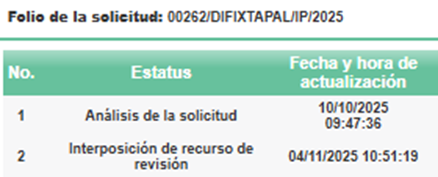 Folio de la solicitud: 00262/DIFIXTAPAL/IP/2025
No. Estatus Fecha y hora de
actualización
1 Análisis de la solicitud 10/10/2025
09:47:36
2 Interposición de recurso de
revisión 04/11/2025 10:51:19